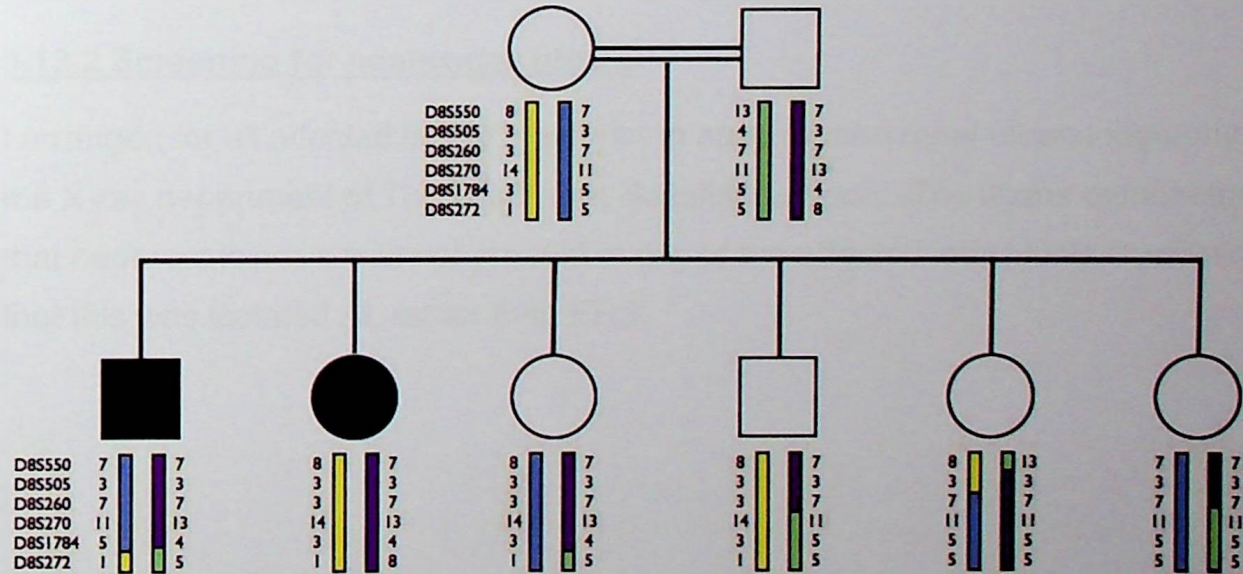 D8S550 8 7 13 7
D8S505 3 3 4 3
D8S260 3 7 7 7
D8S270 14 11 11 13
D8S1784 3 5 5 4
D8S272 1 5 5 8
D8S550 7 7 8 7 8 7 8 7 8 13 7 7
D8S505 3 3 3 3 3 3 3 3 3 3 3 3
D8S260 7 7 3 7 3 7 3 7 7 7 7 7
D8S270 11 13 14 13 14 13 14 11 11 11 11 11
D8S1784 5 4 3 4 3 4 3 5 5 5 5 5
D8S272 1 5 1 8 1 5 1 5 5 5 5 5